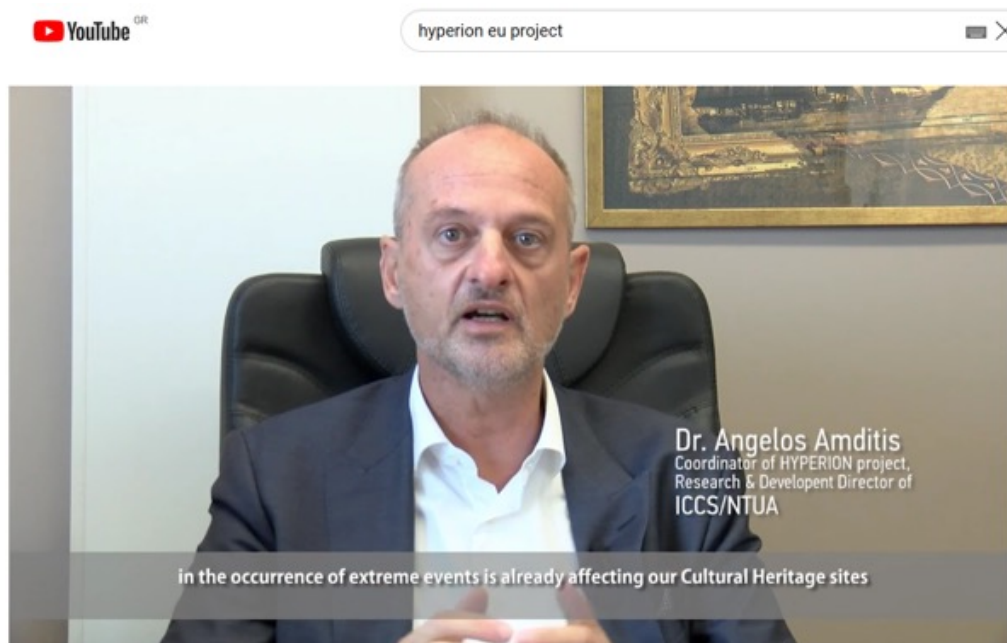 YouTube GR
hyperion eu project
Dr. Angelos Amditis
Coordinator of HYPERION project,
Research & Developent Director of
ICCS/NTUA
in the occurrence of extreme events is already affecting our Cultural Heritage sites